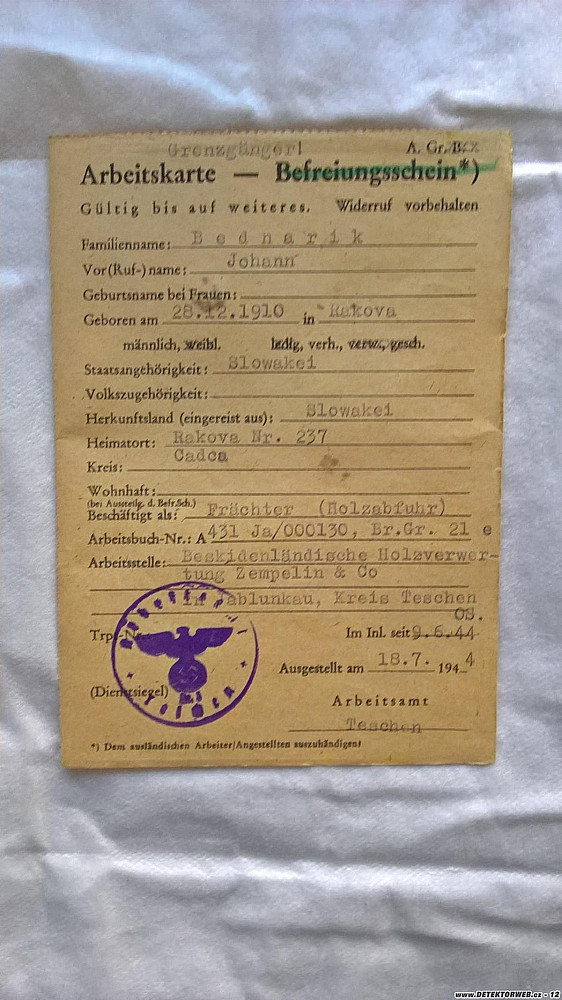 Grenzgänger!
A. Gr. B.XX
Arbeitskarte — Befreiungsschein*)
Gültig bis auf weiteres. Widerruf vorbehalten
Familienname: Bednarik
Vor(Ruf-)name: Johann
Geburtsname bei Frauen:
Geboren am 28.12.1910 in Rakova
männlich, weibl. ledig, verh., verw., gesch.
Staatsangehörigkeit: Slowakei
Volkszugehörigkeit:
Herkunftsland (eingereist aus): Slowakei
Heimatort: Rakova Nr. 237
Kreis: Cadca
Wohnhaft:
(bei Ausstellg. d. Befr.Sch.)
Beschäftigt als: Frächter (Holzabfuhr)
Arbeitsbuch-Nr.: A 431 Ja/000130, Br.Gr. 21 e
Arbeitsstelle: Beskidenländische Holzverwer-
tung Zempelin & Co
in Jablunkau, Kreis Teschen
OS.
Im Inl. seit 9.6.44
Ausgestellt am 18.7. 1944
(Dienstsiegel)
Arbeitsamt
Teschen
*) Dem ausländischen Arbeiter/Angestellten auszuhändigen!
www.DETEKTORWEB.cz - 12